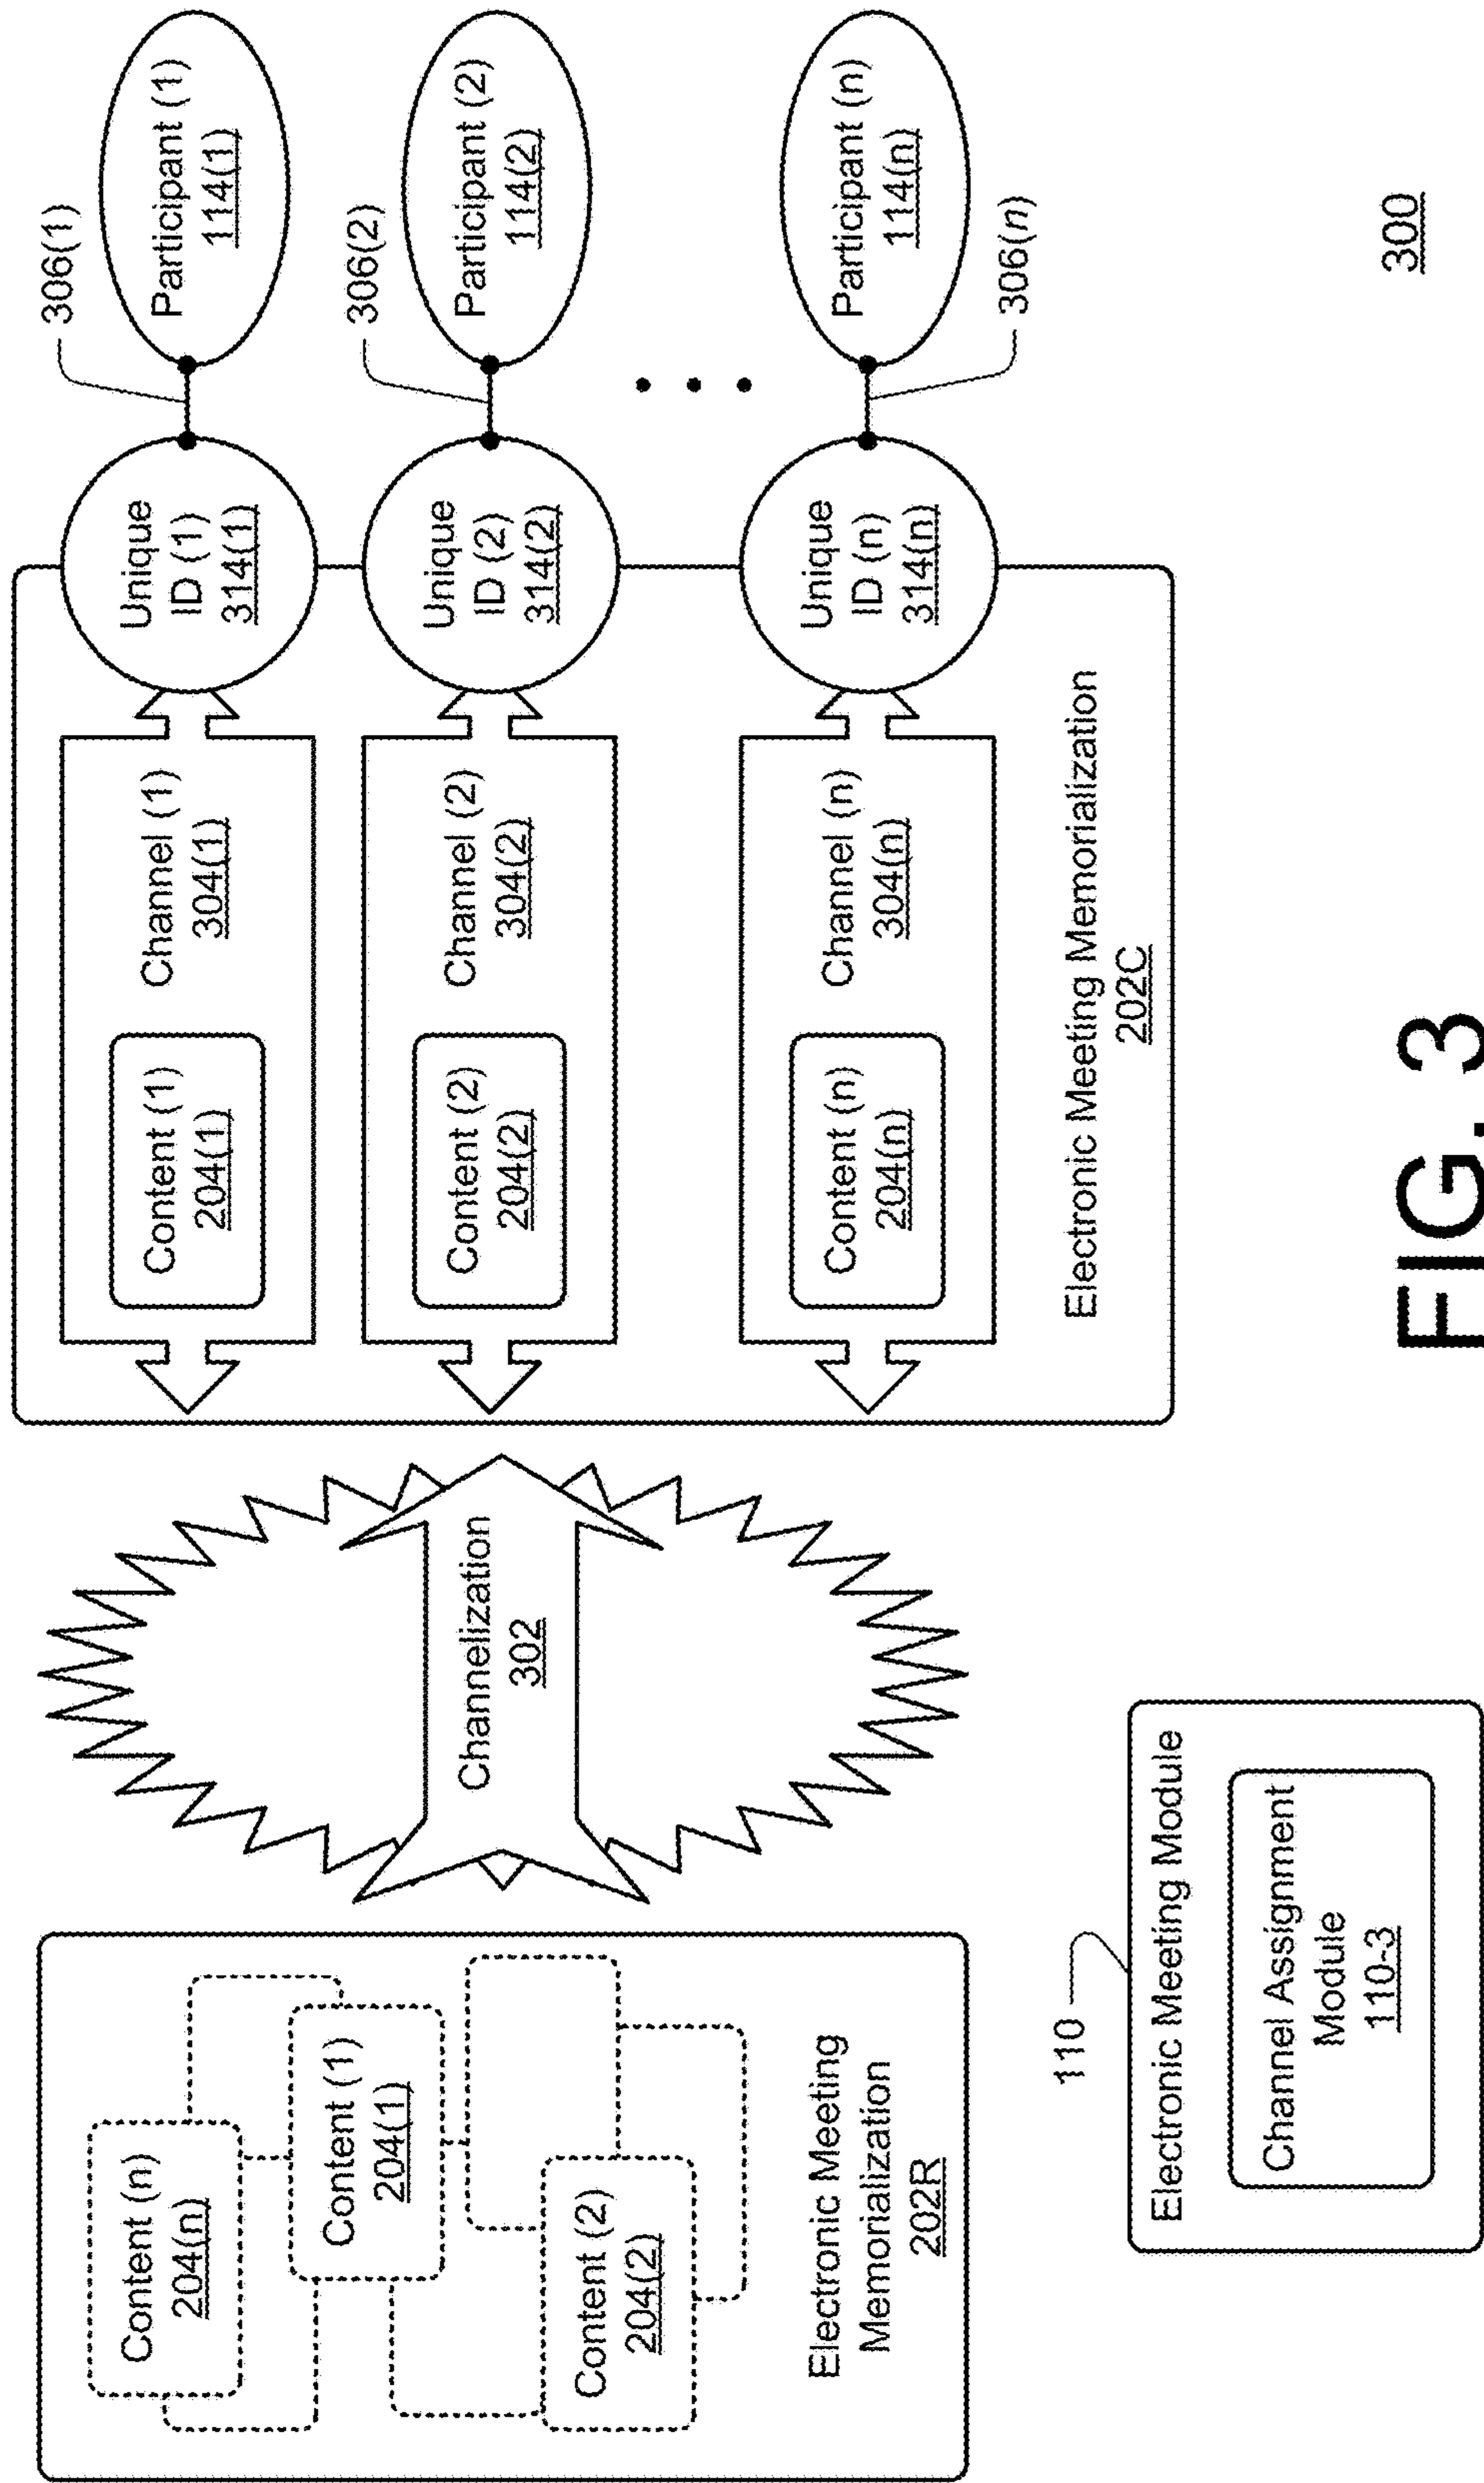 Content (n)
204(n)
Content (1)
204(1)
Content (2)
204(2)
Electronic Meeting
Memorialization
202R
Channelization
302
Content (1)
204(1)
Channel (1)
304(1)
Unique
ID (1)
314(1)
306(1)
Participant (1)
114(1)
Content (2)
204(2)
Channel (2)
304(2)
Unique
ID (2)
314(2)
306(2)
Participant (2)
114(2)
Content (n)
204(n)
Channel (n)
304(n)
Unique
ID (n)
314(n)
306(n)
Participant (n)
114(n)
Electronic Meeting Memorialization
202C
110
Electronic Meeting Module
Channel Assignment
Module
110-3
300
FIG. 3